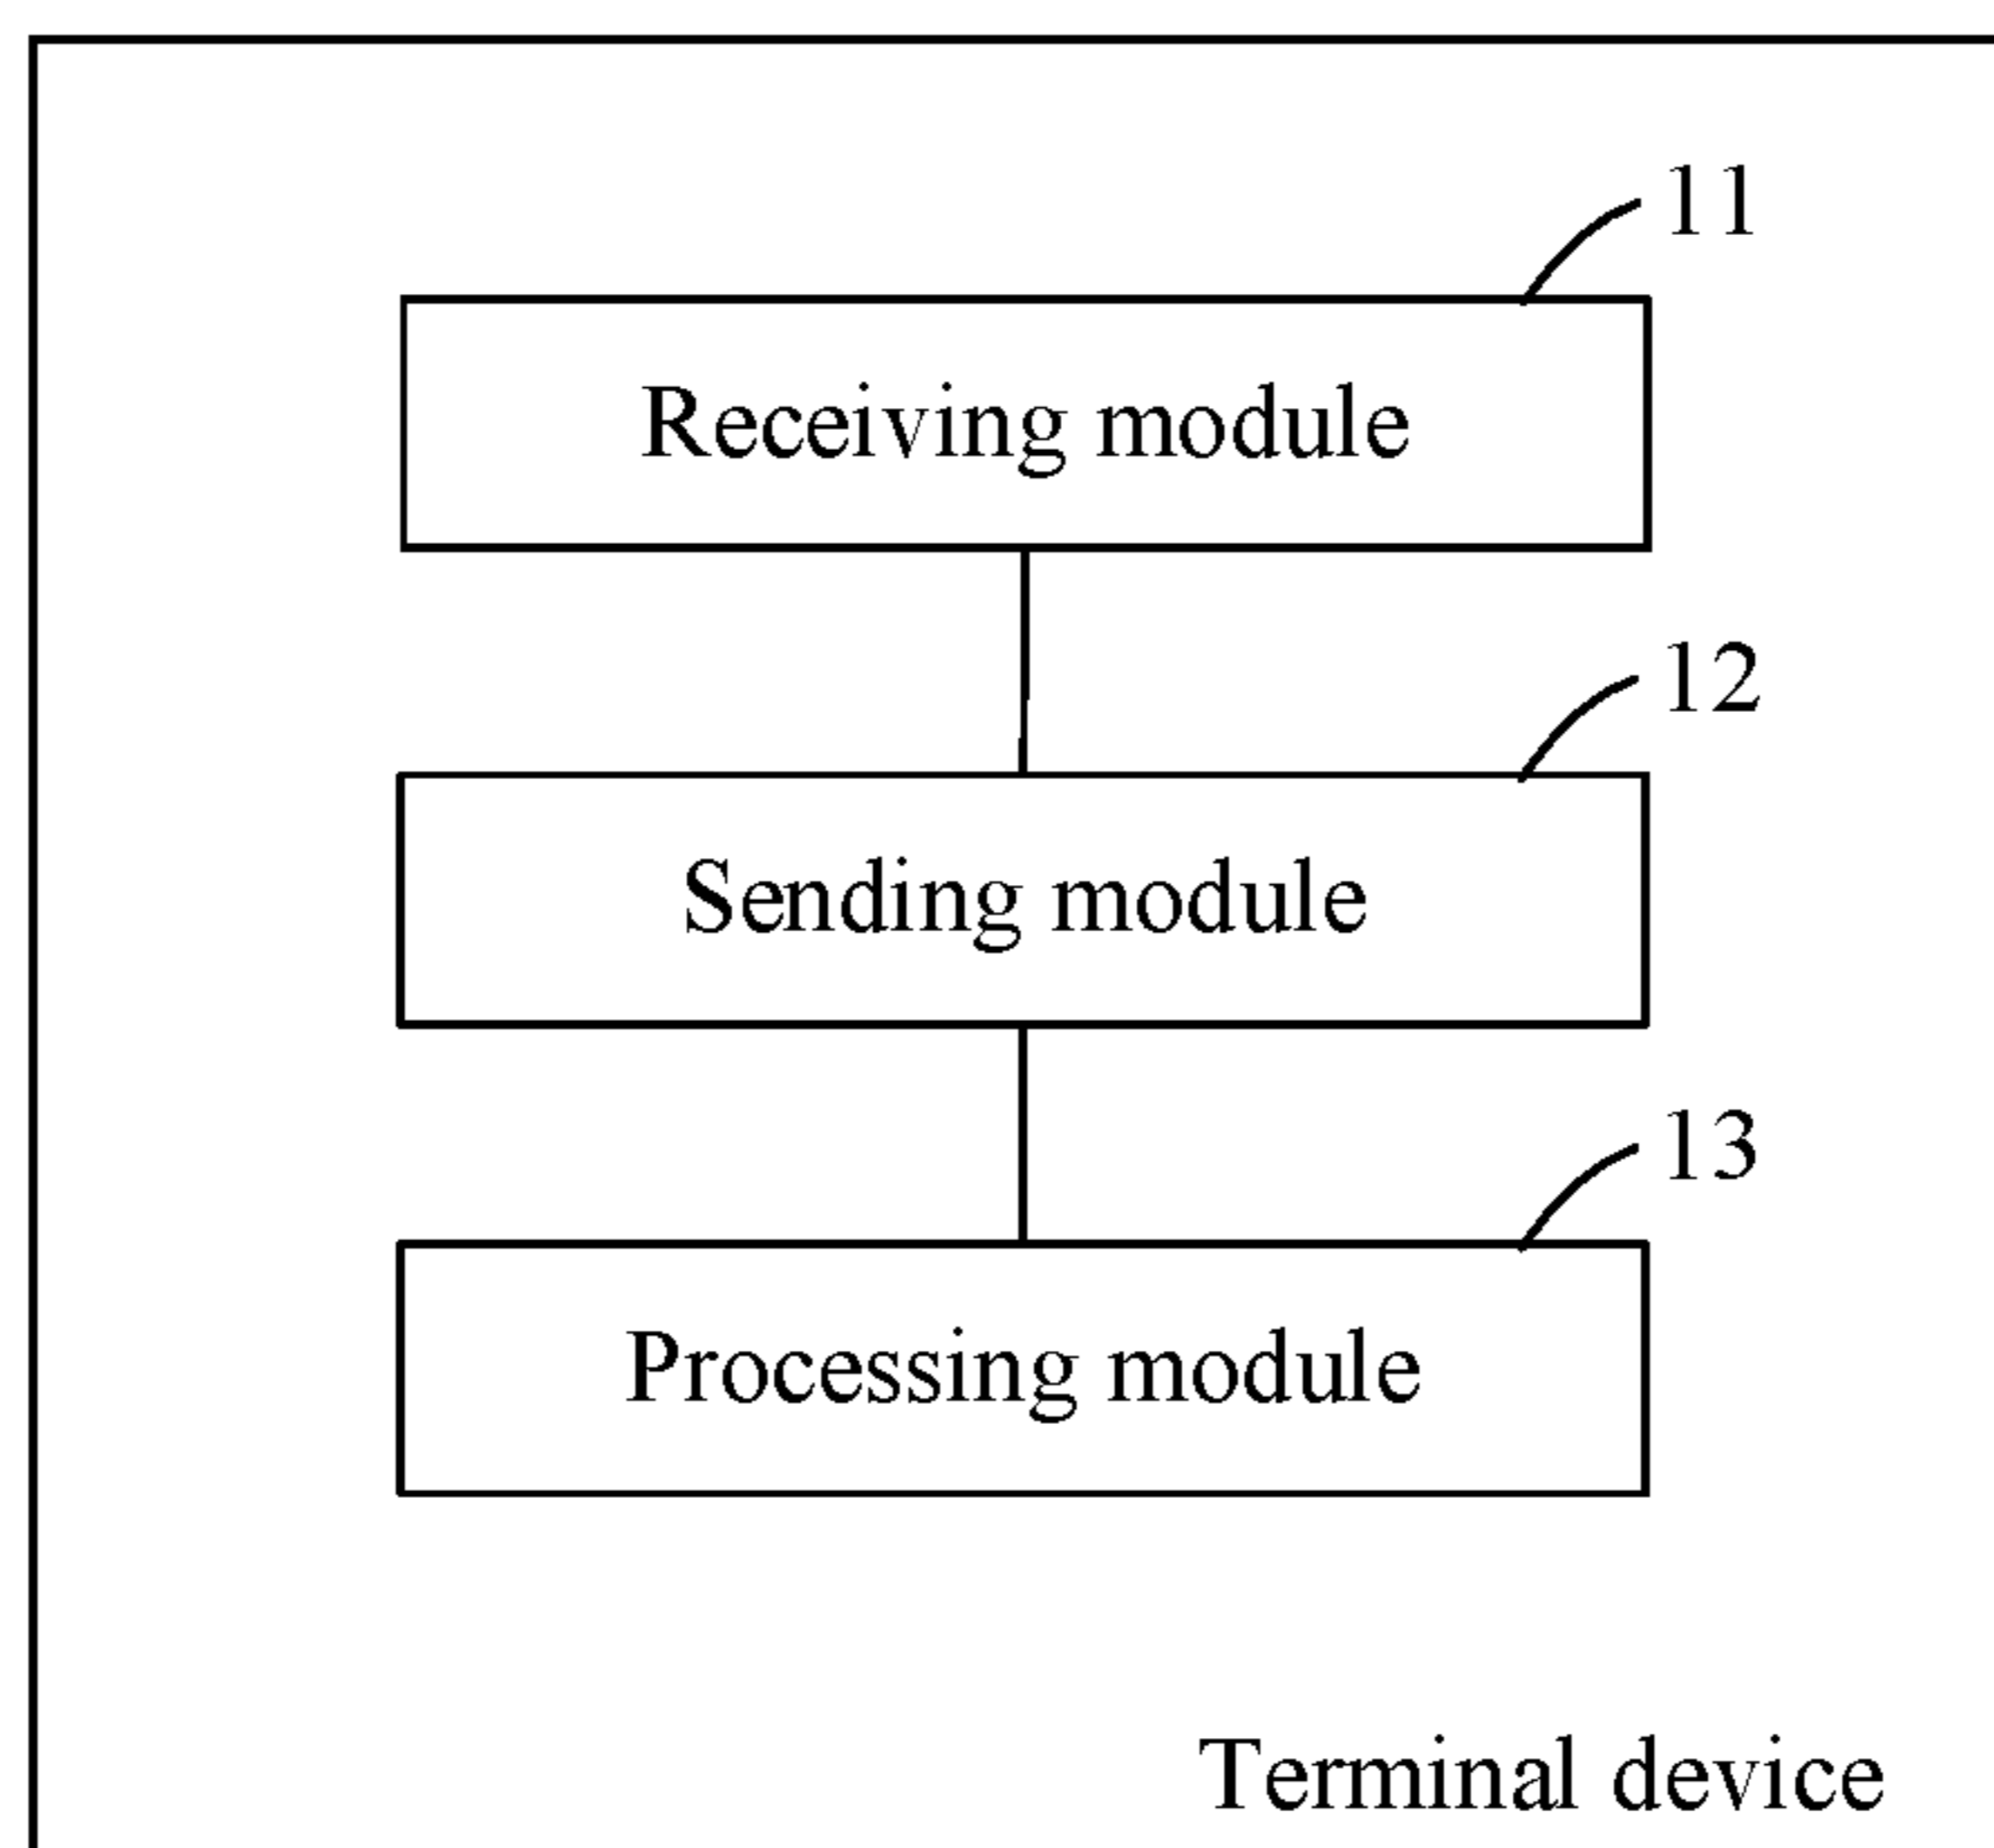 11
Receiving module
12
Sending module
13
Processing module
Terminal device